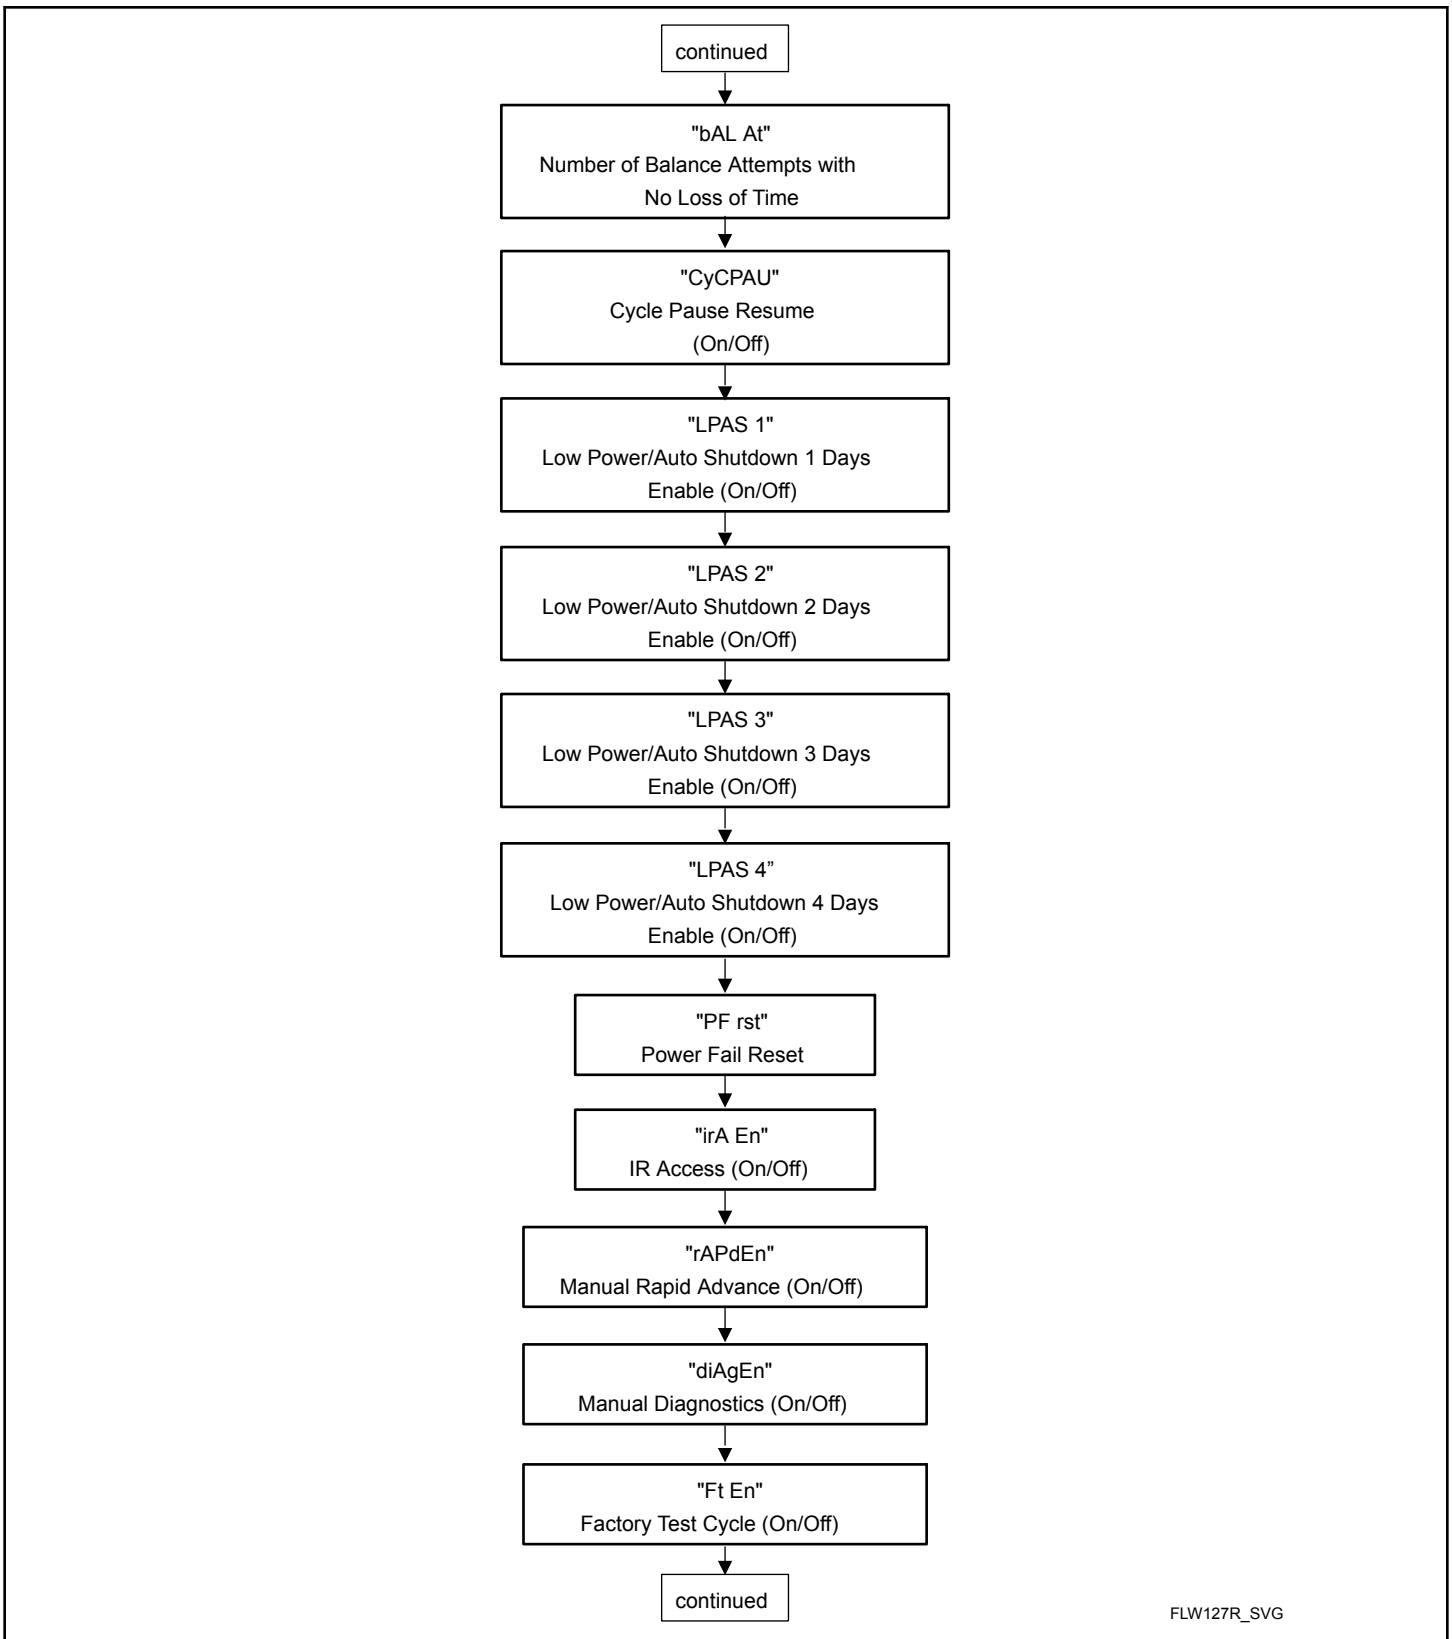 continued
"bAL At"
Number of Balance Attempts with
No Loss of Time
"CyCPAU"
Cycle Pause Resume
(On/Off)
"LPAS 1"
Low Power/Auto Shutdown 1 Days
Enable (On/Off)
"LPAS 2"
Low Power/Auto Shutdown 2 Days
Enable (On/Off)
"LPAS 3"
Low Power/Auto Shutdown 3 Days
Enable (On/Off)
"LPAS 4”
Low Power/Auto Shutdown 4 Days
Enable (On/Off)
"PF rst"
Power Fail Reset
"irA En"
IR Access (On/Off)
"rAPdEn"
Manual Rapid Advance (On/Off)
"diAgEn"
Manual Diagnostics (On/Off)
"Ft En"
Factory Test Cycle (On/Off)
continued
FLW127R_SVG